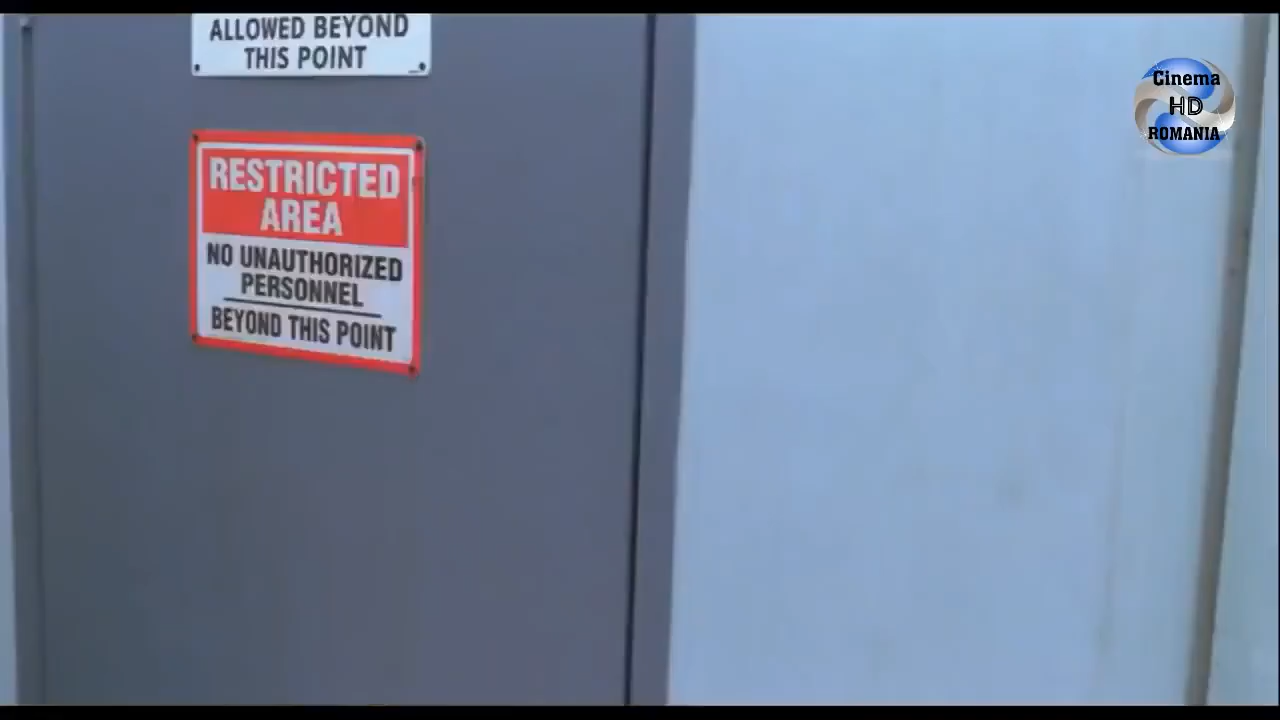 ALLOWED BEYOND
THIS POINT
RESTRICTED
AREA
NO UNAUTHORIZED
PERSONNEL
BEYOND THIS POINT
Cinema
HD
ROMANIA